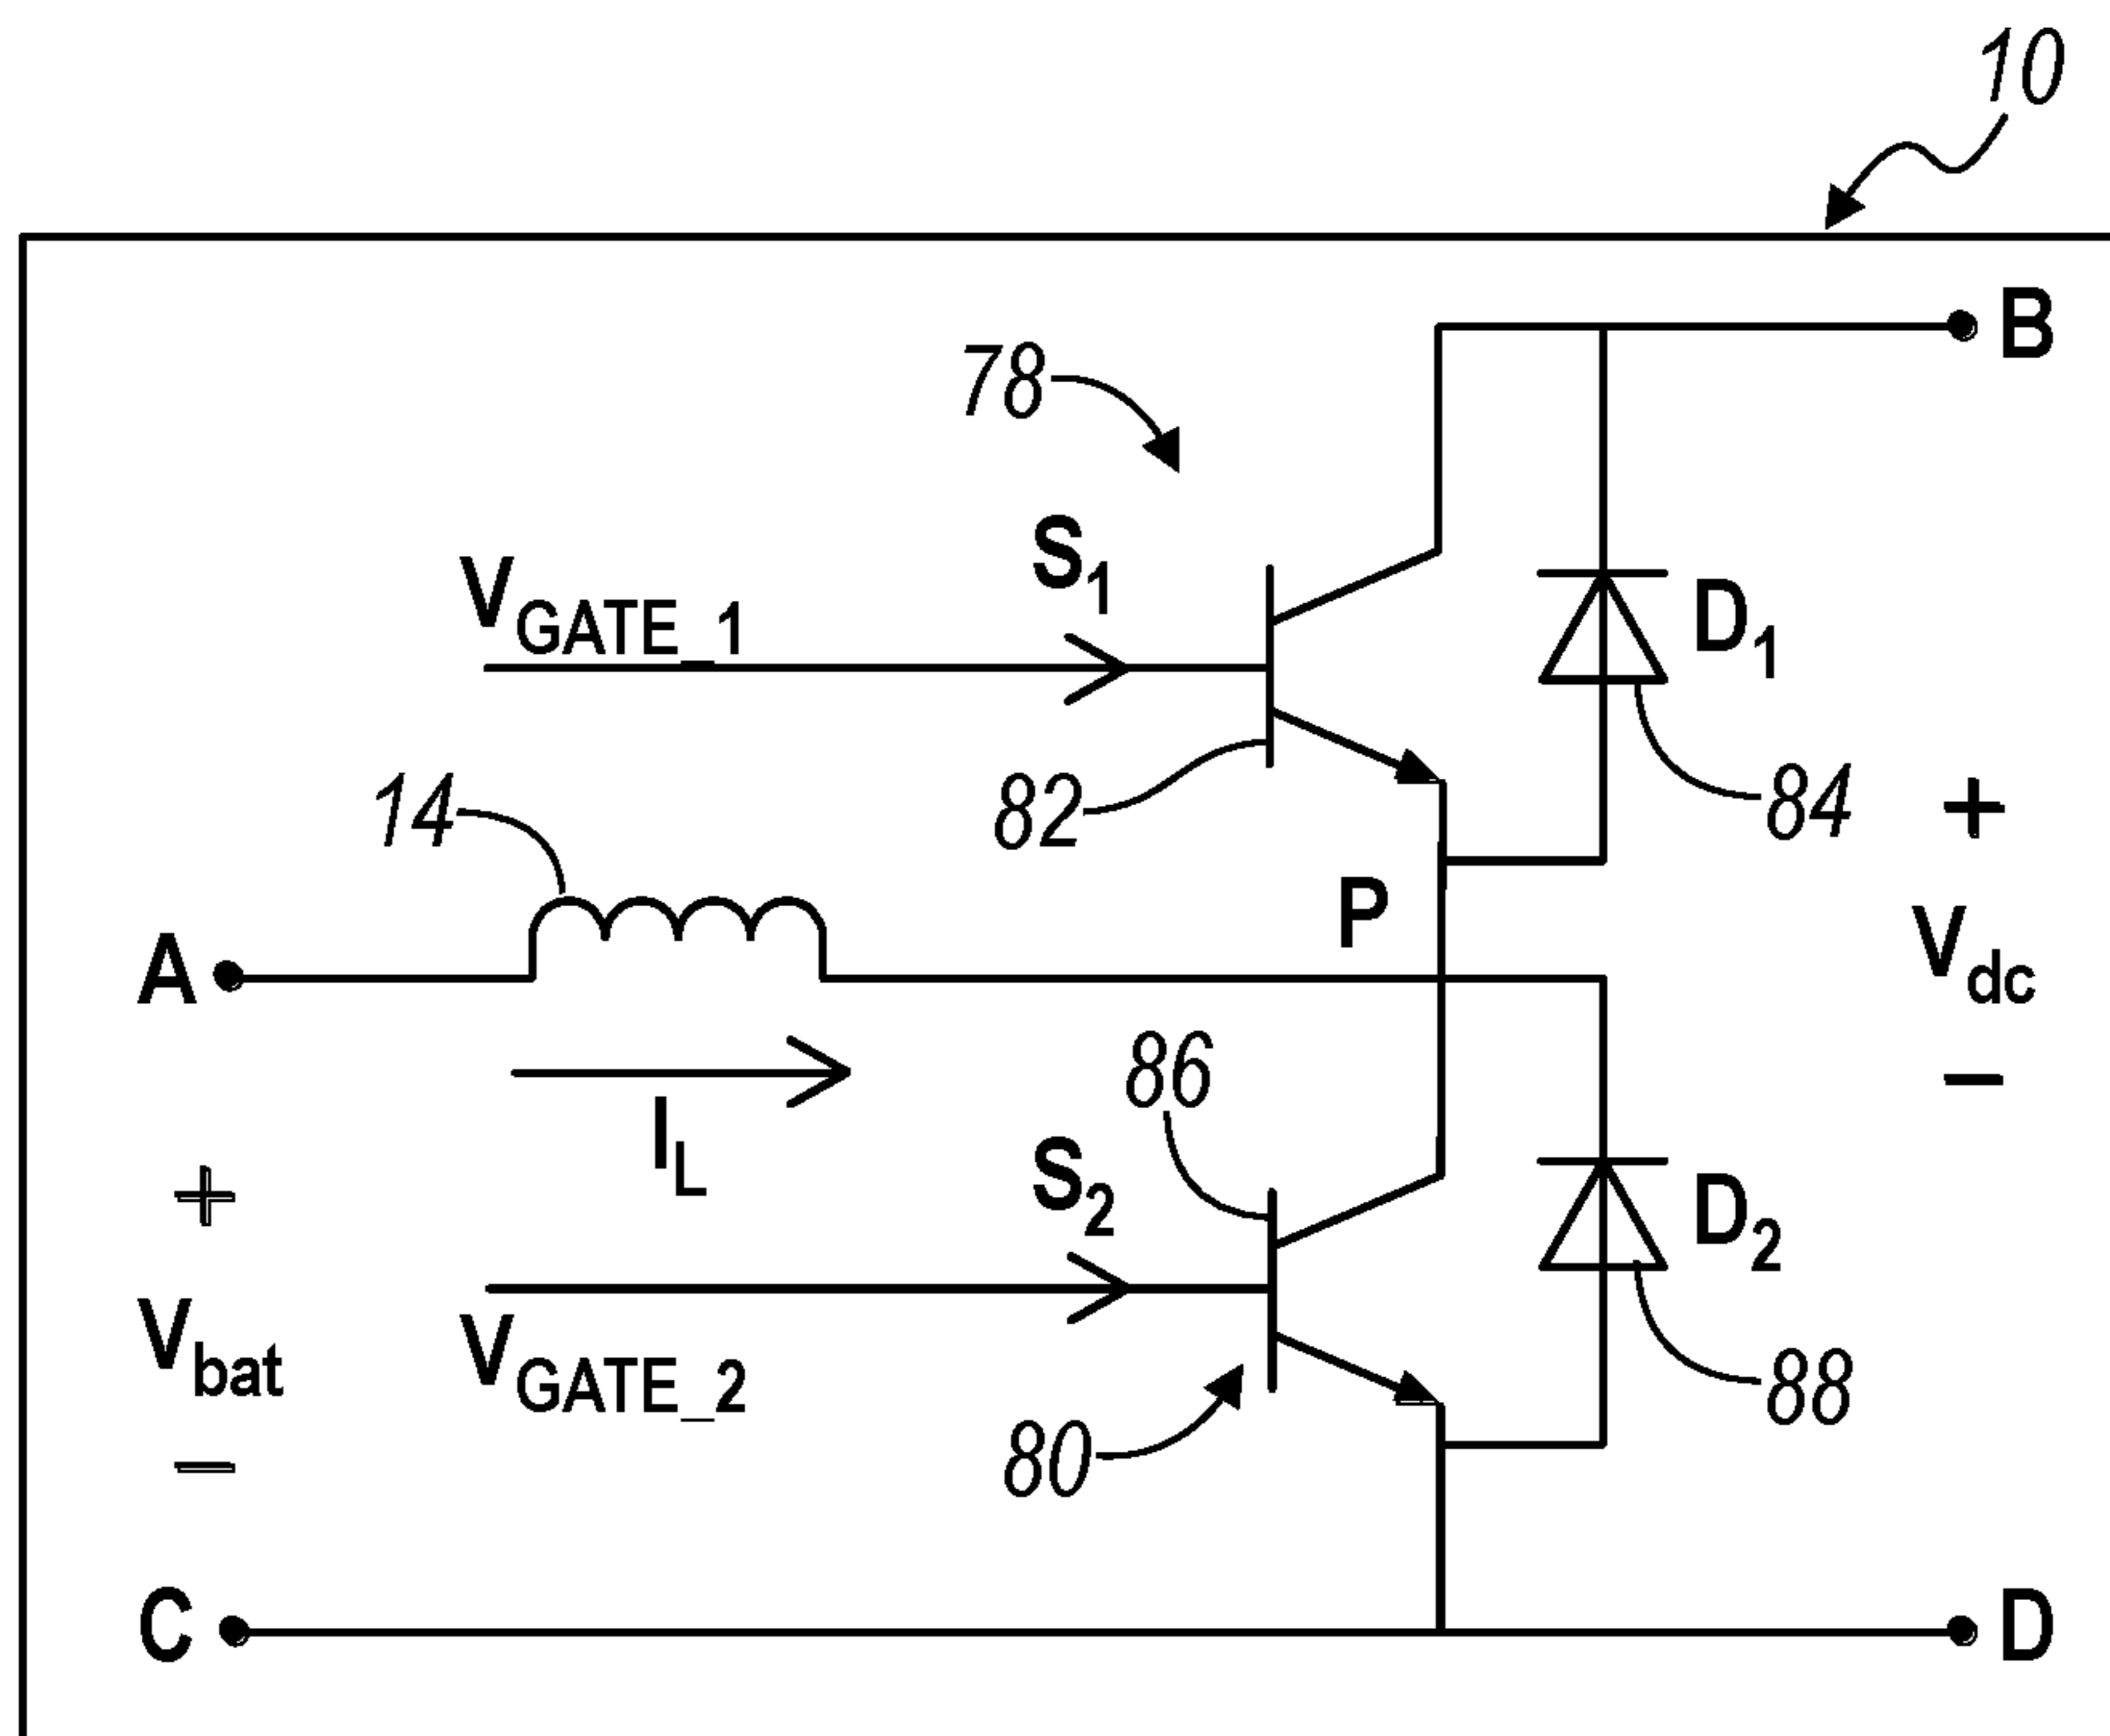 10
B
78
S1
VGATE_1
D1
82
84
14
+
P
A
Vdc
86
−
IL
S2
+
D2
Vbat
VGATE_2
88
−
80
C
D